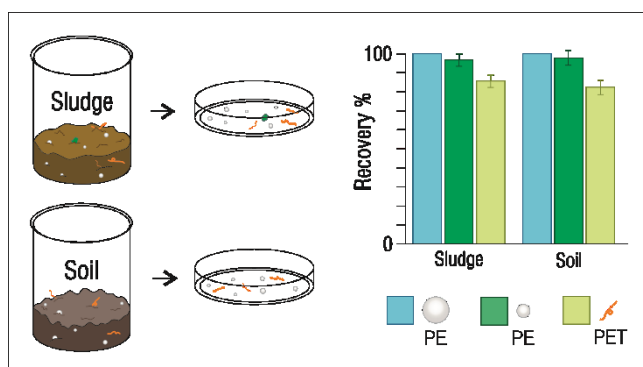 Sludge
Soil
Recovery %
100
0
Sludge
Soil
PE
PE
PET